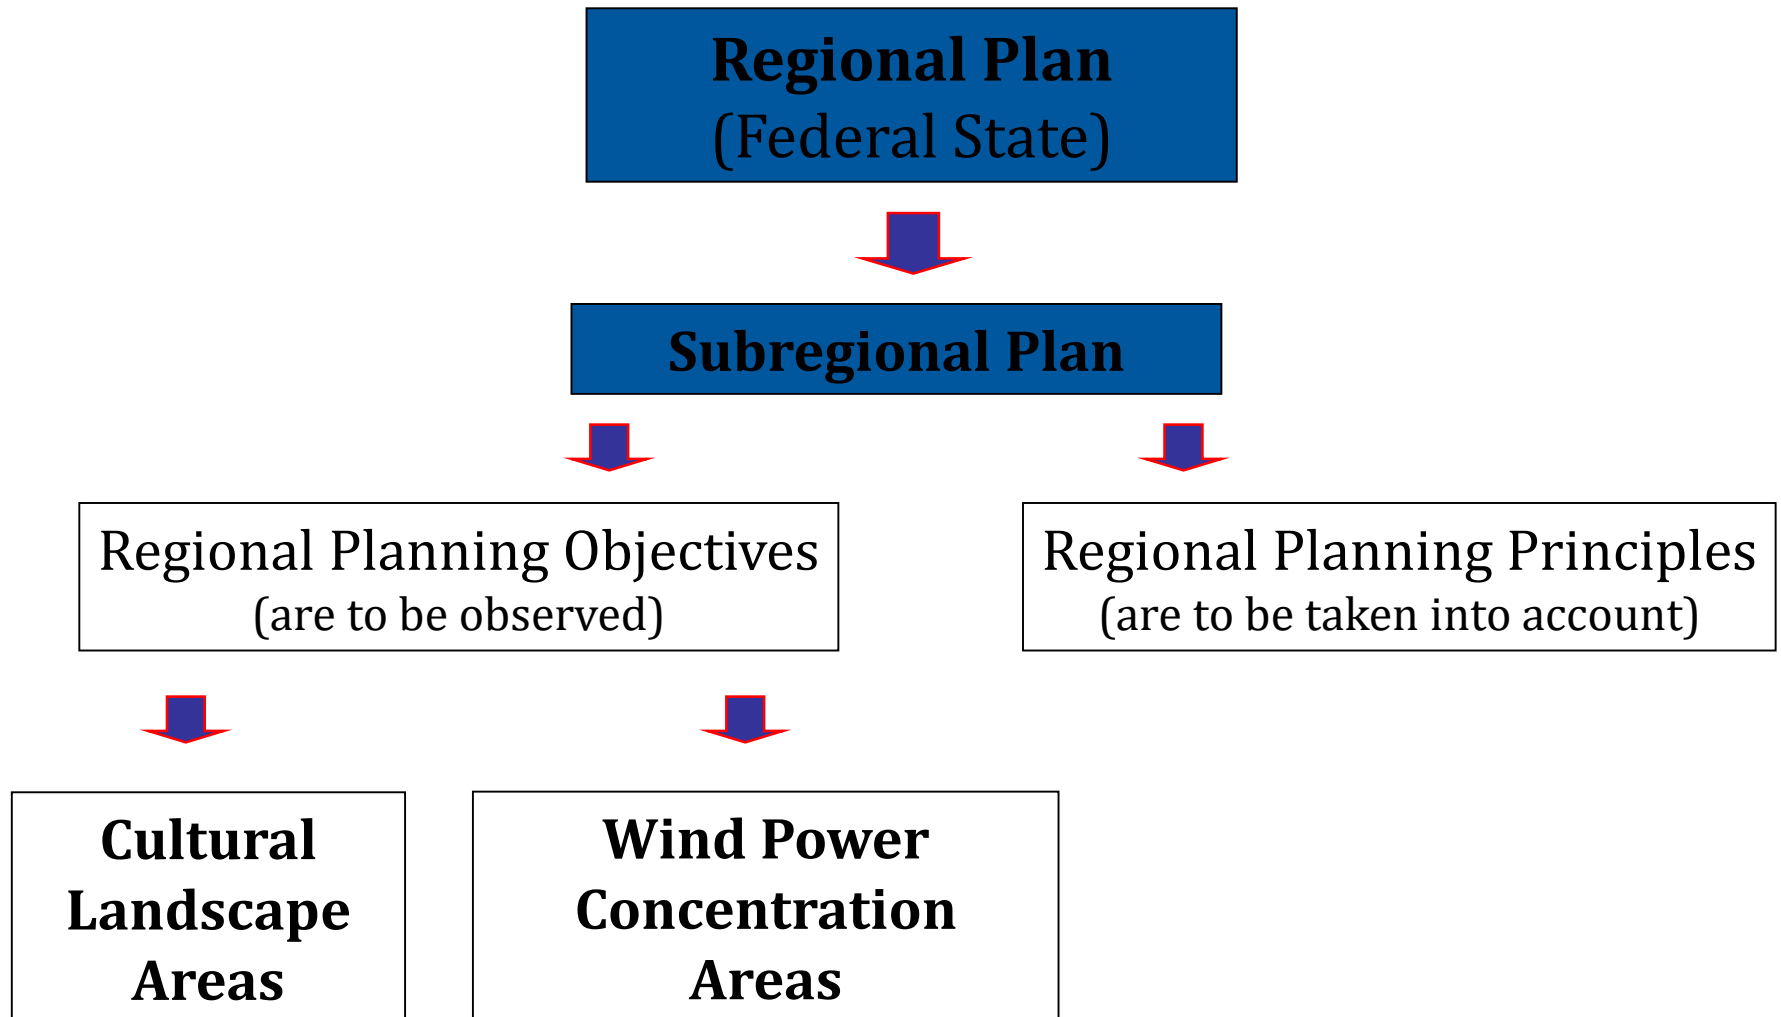 Regional Plan
(Federal State)
Subregional Plan
Regional Planning Objectives
(are to be observed)
Regional Planning Principles
(are to be taken into account)
Cultural
Landscape
Areas
Wind Power
Concentration
Areas